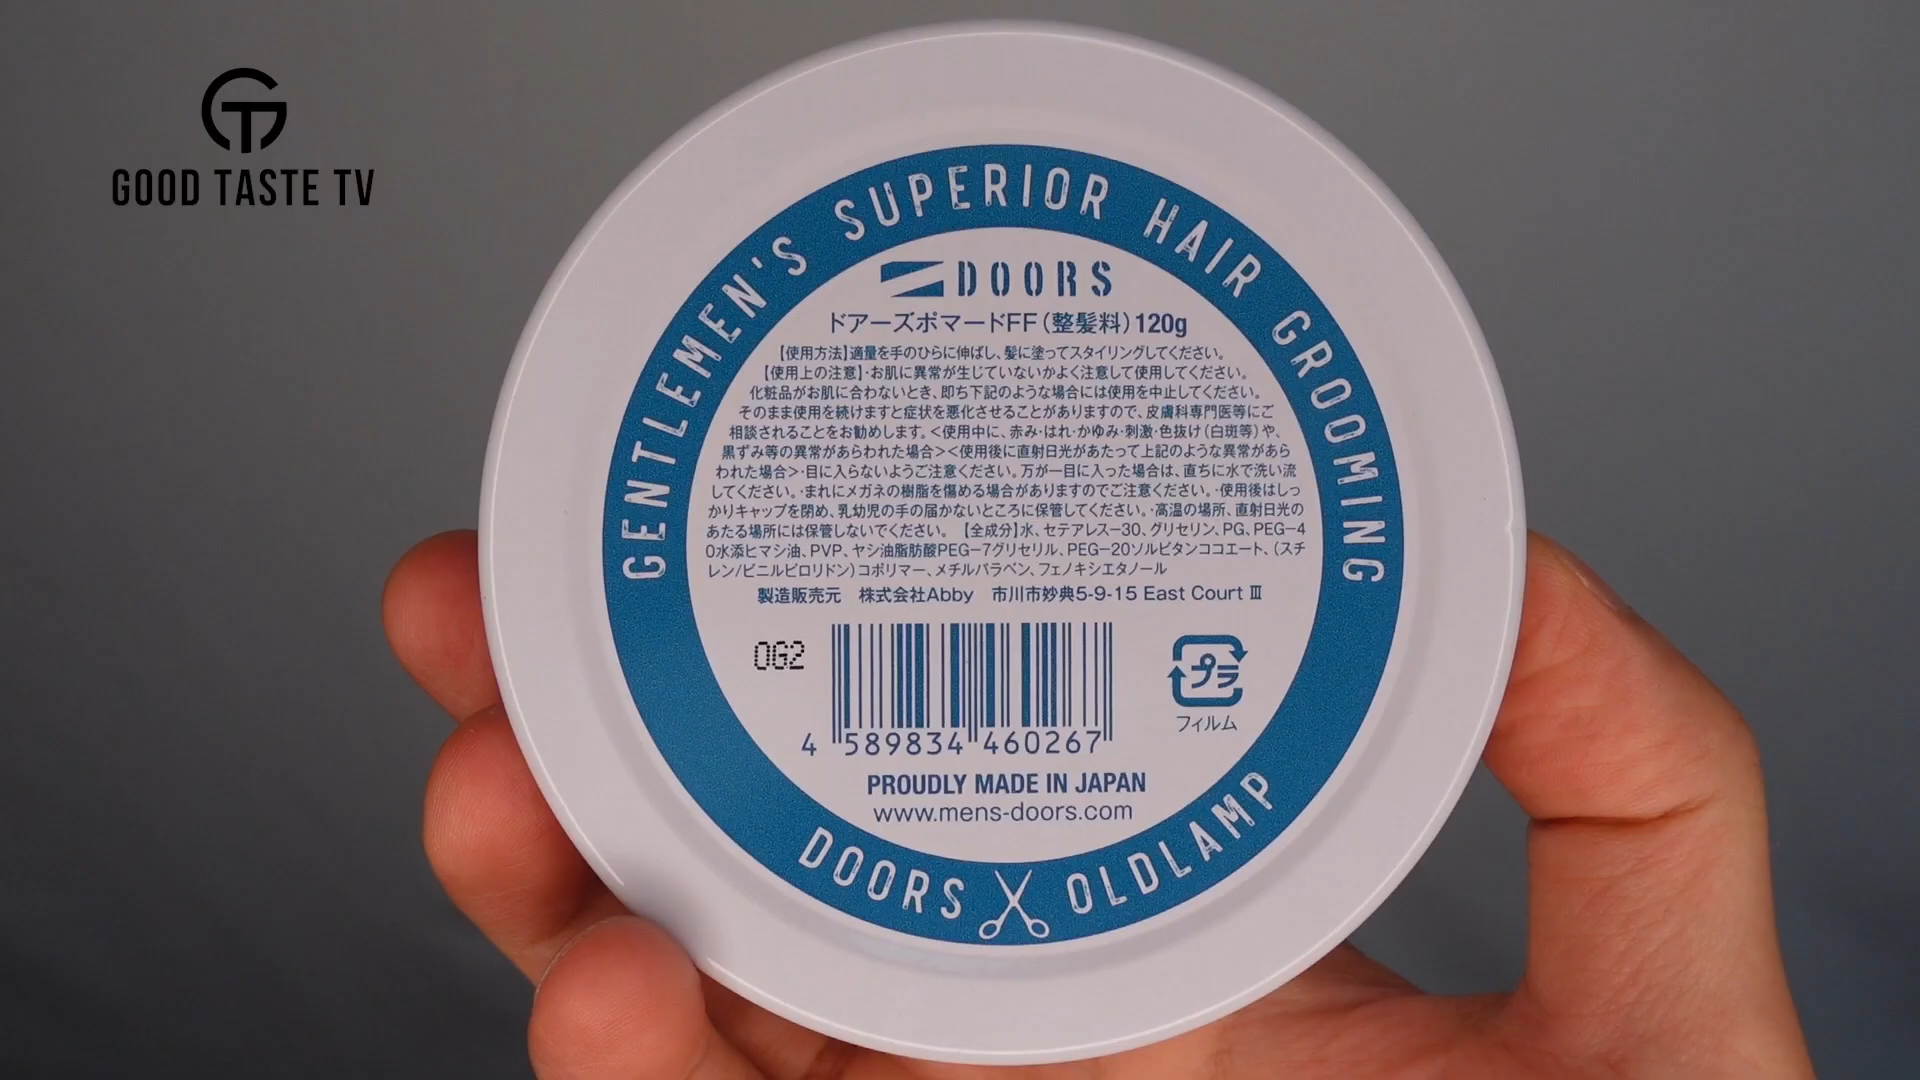 GT
GOOD TASTE TV
GENTLEMEN'S SUPERIOR HAIR GROOMING
DOORS
ドアーズポマードFF(整髪料)120g
【使用方法】適量を手のひらに伸ばし、髪に塗ってスタイリングしてください。
【使用上の注意】・お肌に異常が生じていないかよく注意して使用してください。
化粧品がお肌に合わないとき、即ち下記のような場合には使用を中止してください。
そのまま使用を続けますと症状を悪化させることがありますので、皮膚科専門医等にご
相談されることをお勧めします。<使用中に、赤み・はれ・かゆみ・刺激・色抜け(白斑等)や、
黒ずみ等の異常があらわれた場合><使用後に直射日光があたって上記のような異常があら
われた場合>・目に入らないようご注意ください。万が一目に入った場合は、直ちに水で洗い流
してください。・まれにメガネの樹脂を傷める場合がありますのでご注意ください。・使用後はしっ
かりキャップを閉め、乳幼児の手の届かないところに保管してください。・高温の場所、直射日光の
あたる場所には保管しないでください。【全成分】水、セテアレス−30、グリセリン、PG、PEG−4
0水添ヒマシ油、PVP、ヤシ油脂肪酸PEG−7グリセリル、PEG−20ソルビタンココエート、(スチ
レン/ビニルピロリドン)コポリマー、メチルパラベン、フェノキシエタノール
製造販売元 株式会社Abby 市川市妙典5-9-15 East Court Ⅲ
0G2
プラ
フィルム
4 589834 460267
PROUDLY MADE IN JAPAN
www.mens-doors.com
DOORS OLDLAMP